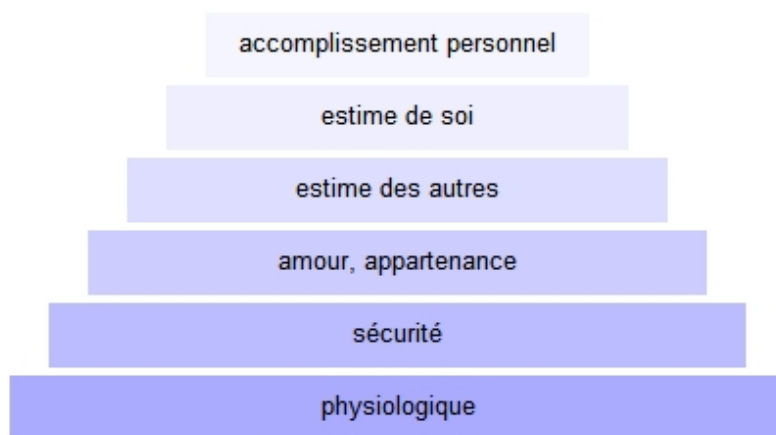 accomplissement personnel
estime de soi
estime des autres
amour, appartenance
sécurité
physiologique